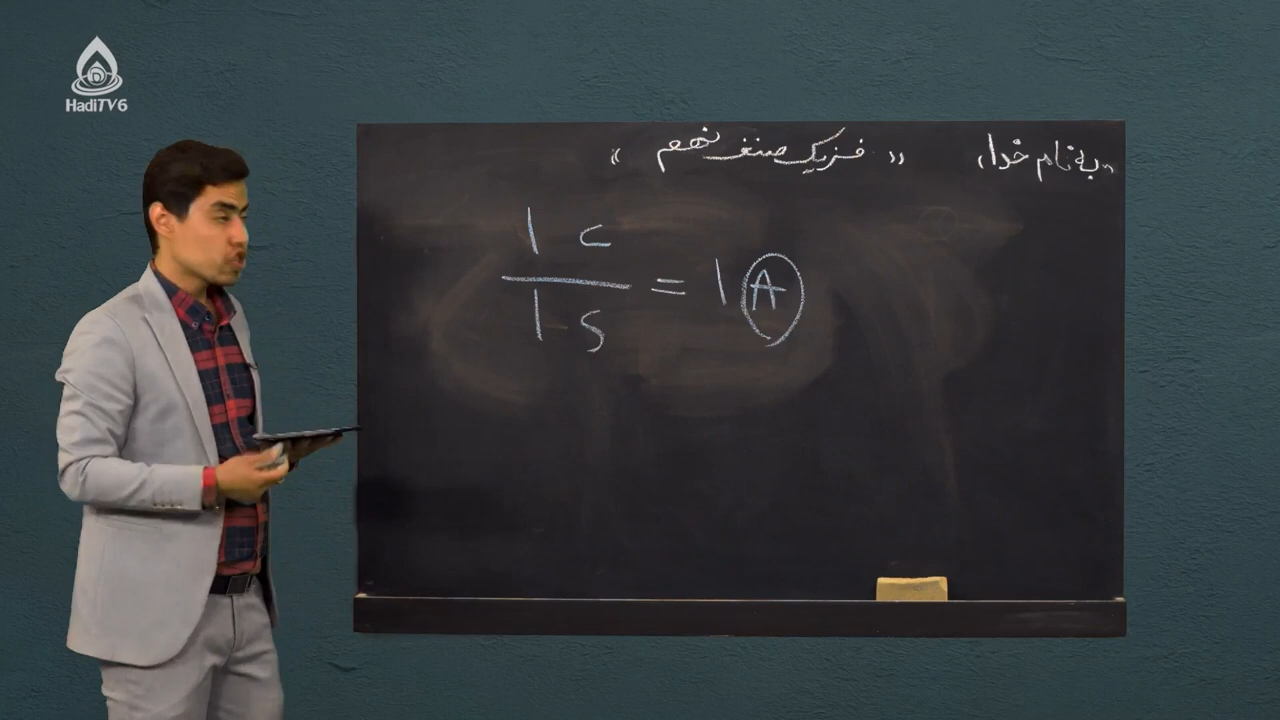 HadiTV6
"به نام خدا" «فزیک صنف نهم»
1 c
1 s
= 1 A